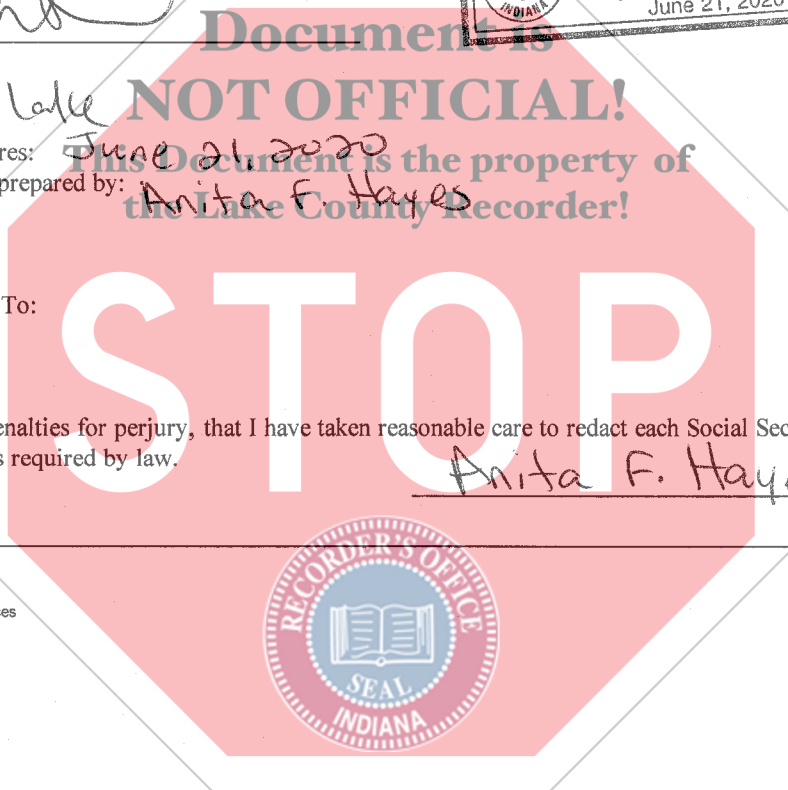 INDIANA
June 21, 2020
Document is
Lake NOT OFFICIAL!
res: June 21, 2020
This Document is the property of
prepared by: Anita F. Hayes
the Lake County Recorder!
To:
STOP
enalties for perjury, that I have taken reasonable care to redact each Social Sec
s required by law.
Anita F. Hay
RECORDER'S OFFICE
SEAL
INDIANA
es